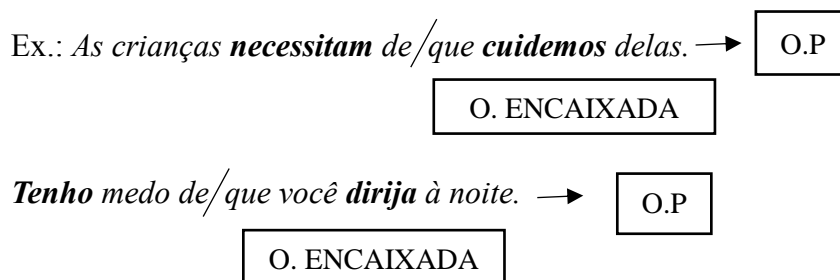 Ex.: As crianças necessitam de/que cuidemos delas. O.P
O. ENCAIXADA
Tenho medo de/que você dirija à noite. O.P
O. ENCAIXADA